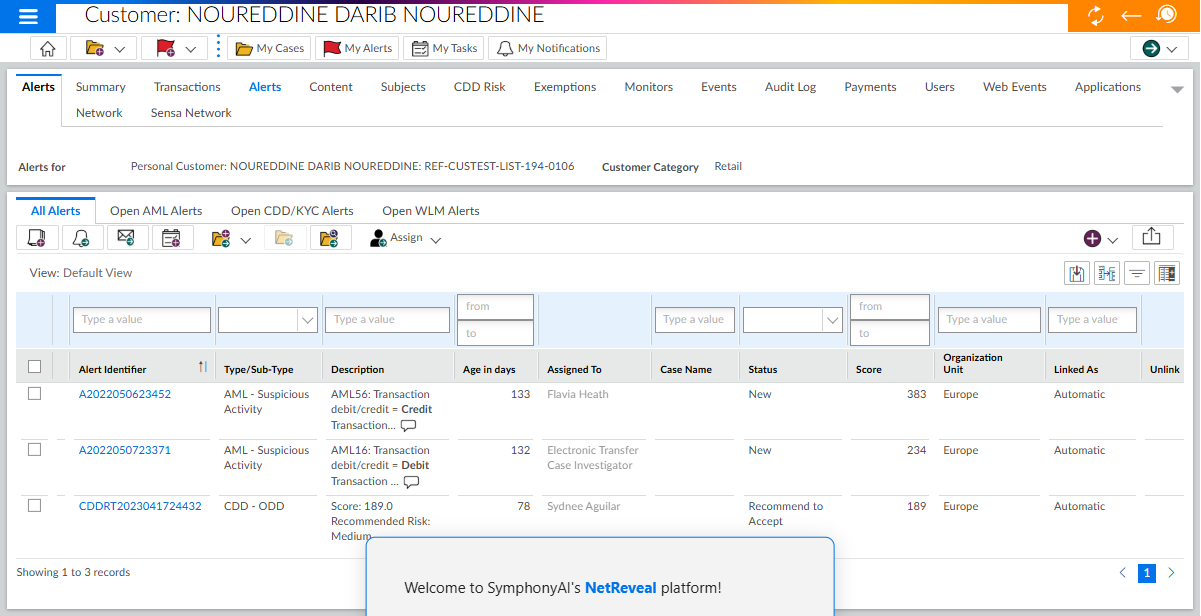 Customer: NOUREDDINE DARIB NOUREDDINE
My Cases My Alerts My Tasks My Notifications
Alerts Summary Transactions Alerts Content Subjects CDD Risk Exemptions Monitors Events Audit Log Payments Users Web Events Applications
Network Sensa Network
Alerts for Personal Customer: NOUREDDINE DARIB NOUREDDINE: REF-CUSTEST-LIST-194-0106 Customer Category Retail
All Alerts Open AML Alerts Open CDD/KYC Alerts Open WLM Alerts
Assign
View: Default View
from from
Type a value Type a value Type a value Type a value Type a value
to to
Organization
Alert Identifier Type/Sub-Type Description Age in days Assigned To Case Name Status Score Unit Linked As Unlink
A2022050623452 AML - Suspicious AML56: Transaction 133 Flavia Heath New 383 Europe Automatic
Activity debit/credit = Credit
Transaction...
A2022050723371 AML - Suspicious AML16: Transaction 132 Electronic Transfer New 234 Europe Automatic
Activity debit/credit = Debit Case Investigator
Transaction ...
CDDRT2023041724432 CDD - ODD Score: 189.0 78 Sydnee Aguilar Recommend to 189 Europe Automatic
Recommended Risk: Accept
Medium
Showing 1 to 3 records 1
Welcome to SymphonyAI's NetReveal platform!